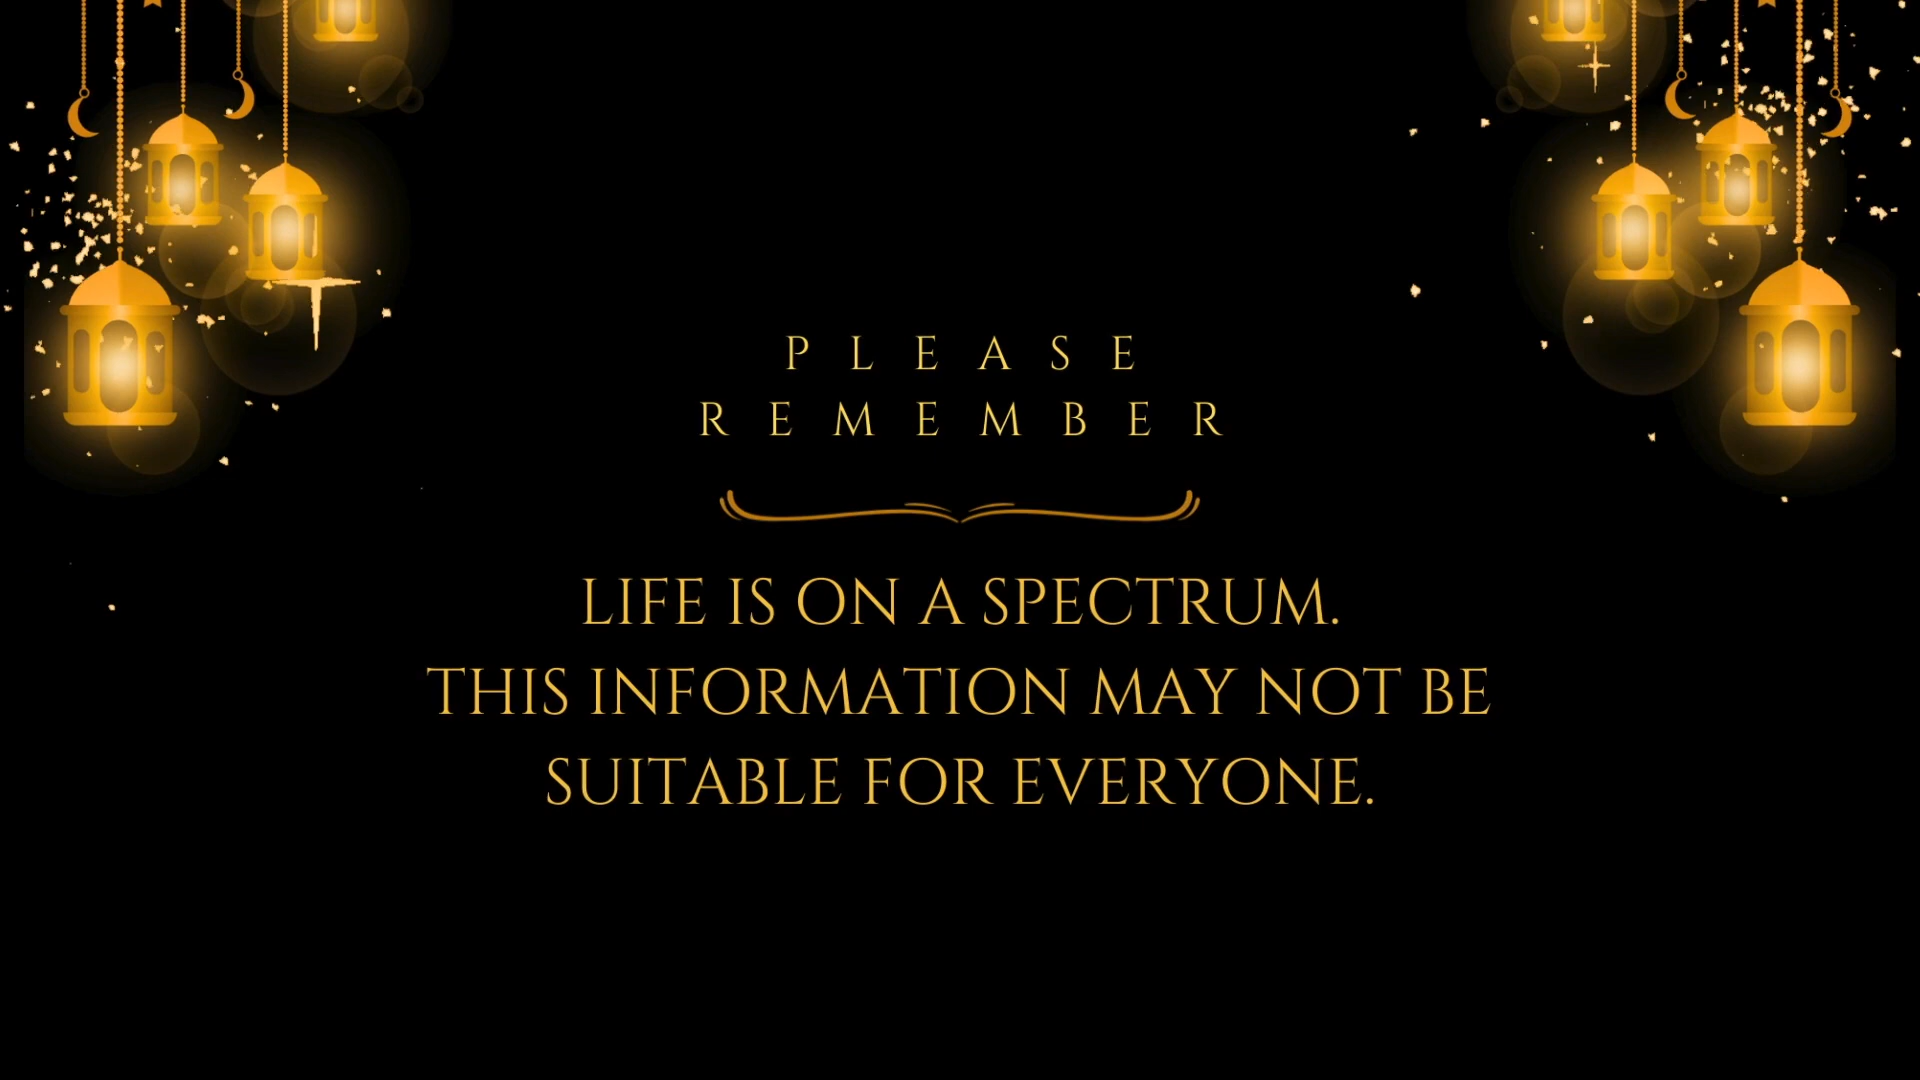 PLEASE
REMEMBER
LIFE IS ON A SPECTRUM.
THIS INFORMATION MAY NOT BE
SUITABLE FOR EVERYONE.